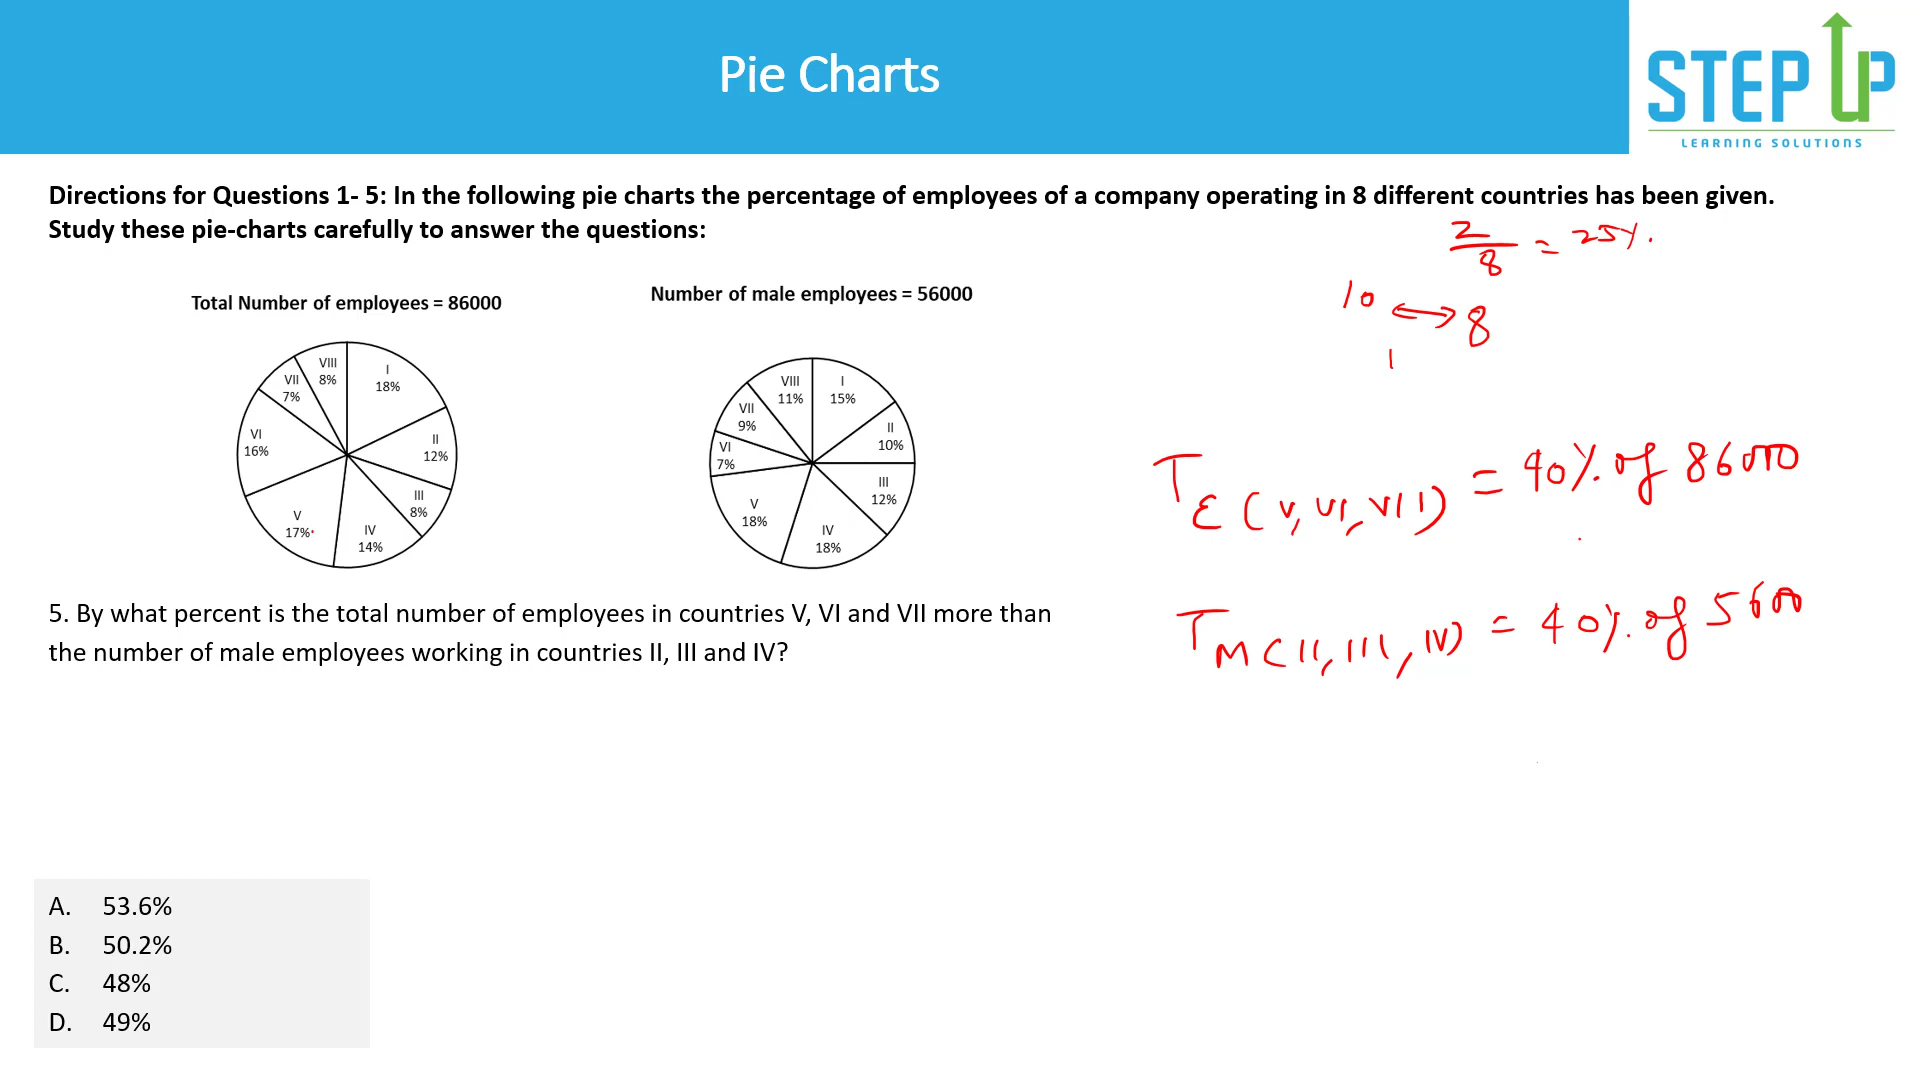 Pie Charts
STEP UP
LEARNING SOLUTIONS
Directions for Questions 1- 5: In the following pie charts the percentage of employees of a company operating in 8 different countries has been given.
Study these pie-charts carefully to answer the questions:
2/8 = 25%.
10 ↔ 8
1
Total Number of employees = 86000
VIII
8%
I
18%
VII
7%
VI
16%
II
12%
III
8%
V
17%
IV
14%
Number of male employees = 56000
VIII
11%
I
15%
VII
9%
II
10%
VI
7%
III
12%
V
18%
IV
18%
T E (V, VI, VII) = 40% of 86000
T M (II, III, IV) = 40% of 5600
5. By what percent is the total number of employees in countries V, VI and VII more than
the number of male employees working in countries II, III and IV?
A. 53.6%
B. 50.2%
C. 48%
D. 49%